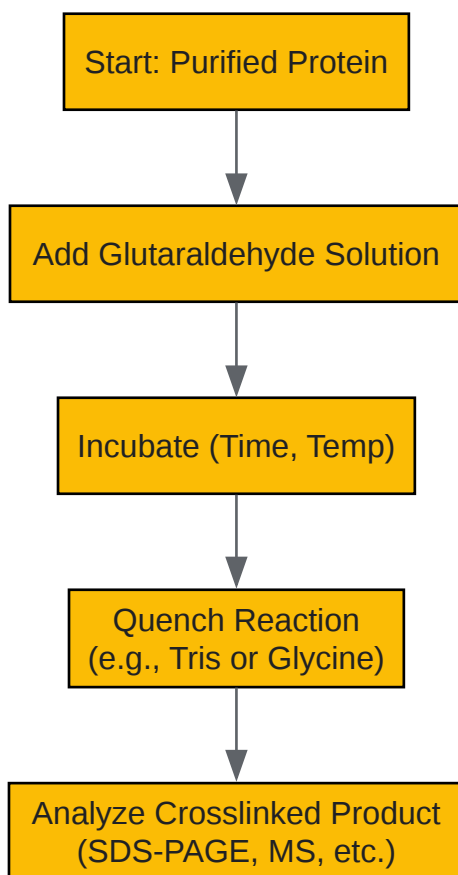 Start: Purified Protein
Add Glutaraldehyde Solution
Incubate (Time, Temp)
Quench Reaction
(e.g., Tris or Glycine)
Analyze Crosslinked Product
(SDS-PAGE, MS, etc.)